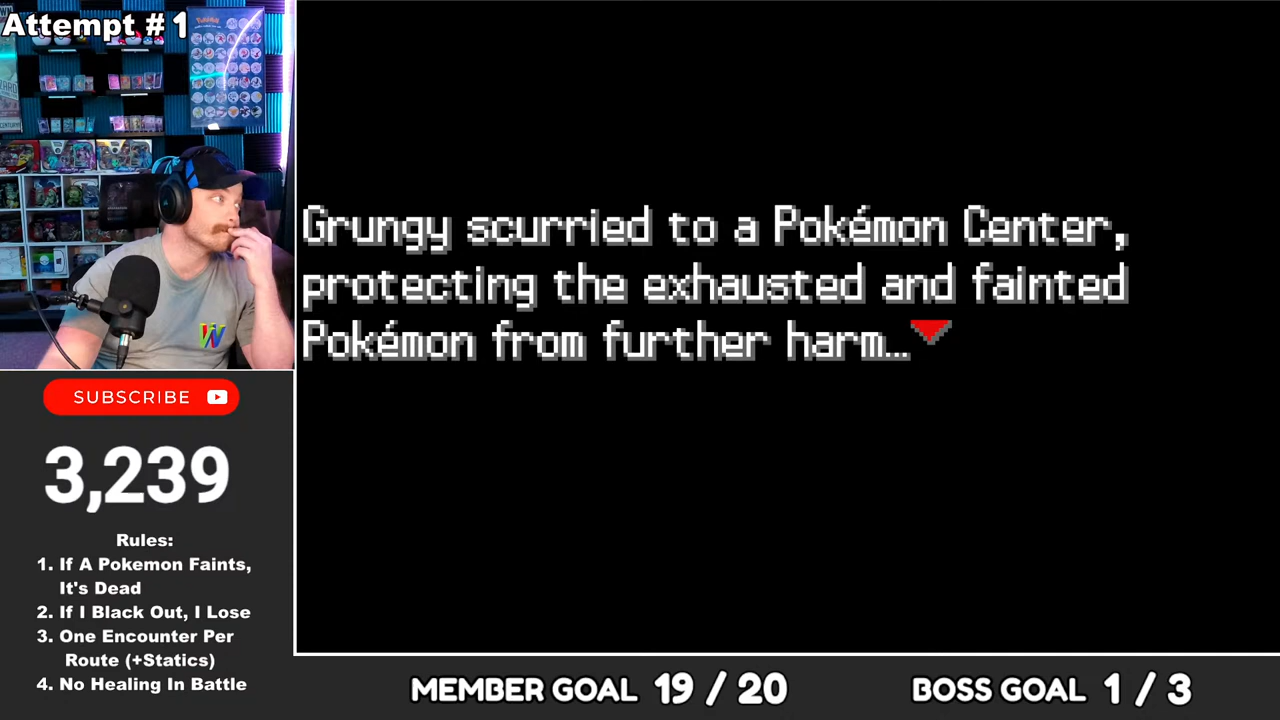 Attempt # 1
Grungy scurried to a Pokémon Center,
protecting the exhausted and fainted
Pokémon from further harm...
SUBSCRIBE
3,239
Rules:
1. If A Pokemon Faints,
It's Dead
2. If I Black Out, I Lose
3. One Encounter Per
Route (+Statics)
4. No Healing In Battle
MEMBER GOAL 19 / 20
BOSS GOAL 1 / 3